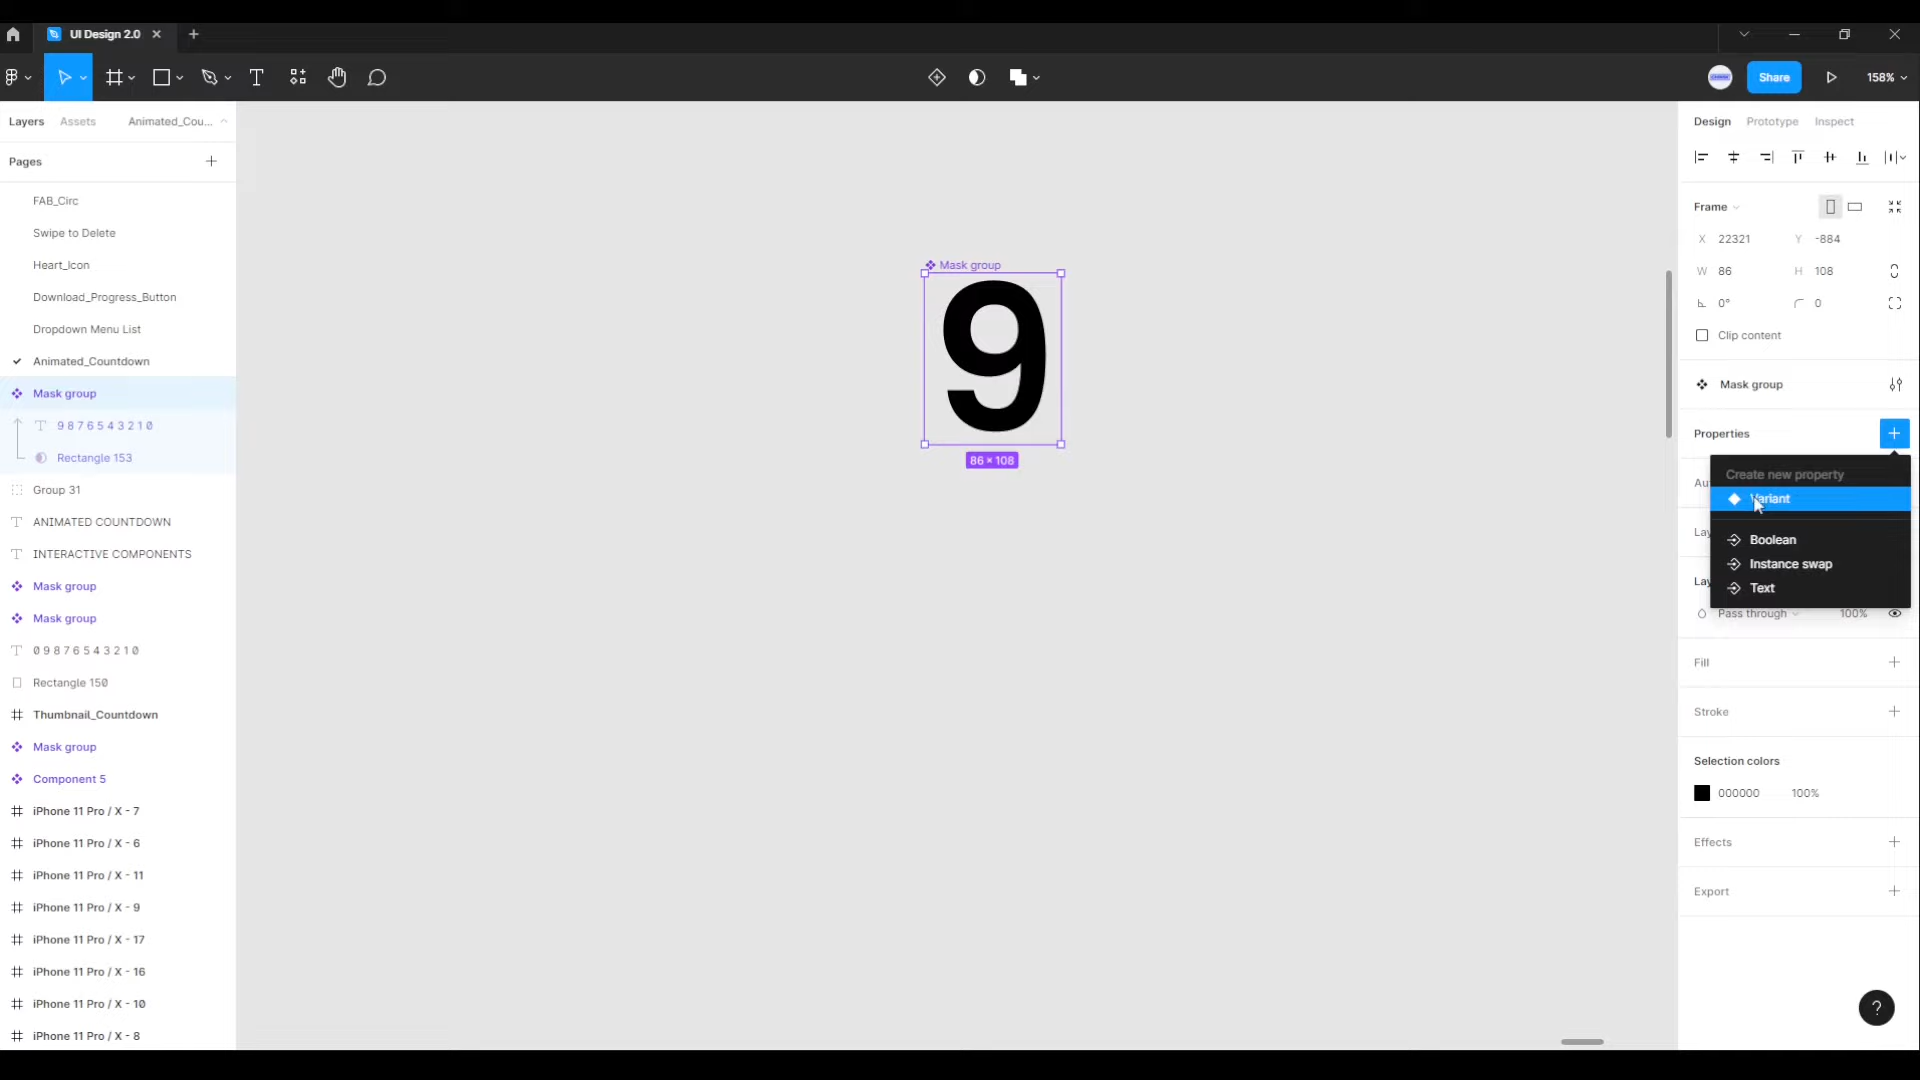 UI Design 2.0
Share
158%
Layers
Assets
Animated_Cou...
Pages
FAB_Circ
Swipe to Delete
Heart_Icon
Download_Progress_Button
Dropdown Menu List
Animated_Countdown
Mask group
9 8 7 6 5 4 3 2 1 0
Rectangle 153
Group 31
ANIMATED COUNTDOWN
INTERACTIVE COMPONENTS
Mask group
Mask group
0 9 8 7 6 5 4 3 2 1 0
Rectangle 150
Thumbnail_Countdown
Mask group
Component 5
iPhone 11 Pro / X - 7
iPhone 11 Pro / X - 6
iPhone 11 Pro / X - 11
iPhone 11 Pro / X - 9
iPhone 11 Pro / X - 17
iPhone 11 Pro / X - 16
iPhone 11 Pro / X - 10
iPhone 11 Pro / X - 8
Mask group
9
86 × 108
Design
Prototype
Inspect
Frame
X 22321
Y -884
W 86
H 108
0°
0
Clip content
Mask group
Properties
Create new property
Variant
Boolean
Instance swap
Text
Pass through
100%
Fill
Stroke
Selection colors
000000
100%
Effects
Export
?